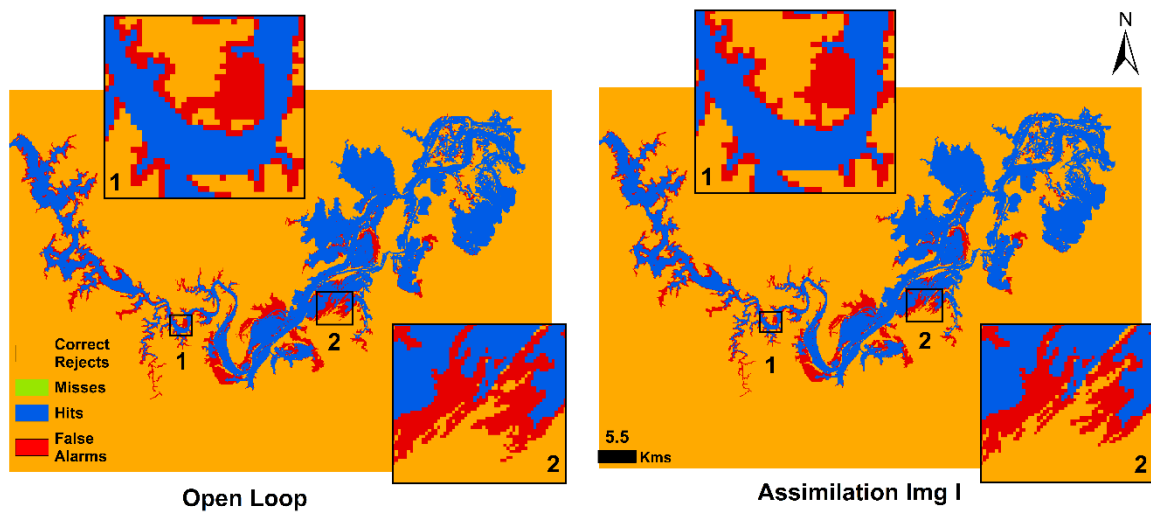 N
1
1
1
2
1
2
Correct
Rejects
Misses
Hits
False
Alarms
2
5.5
Kms
2
Open Loop
Assimilation Img I